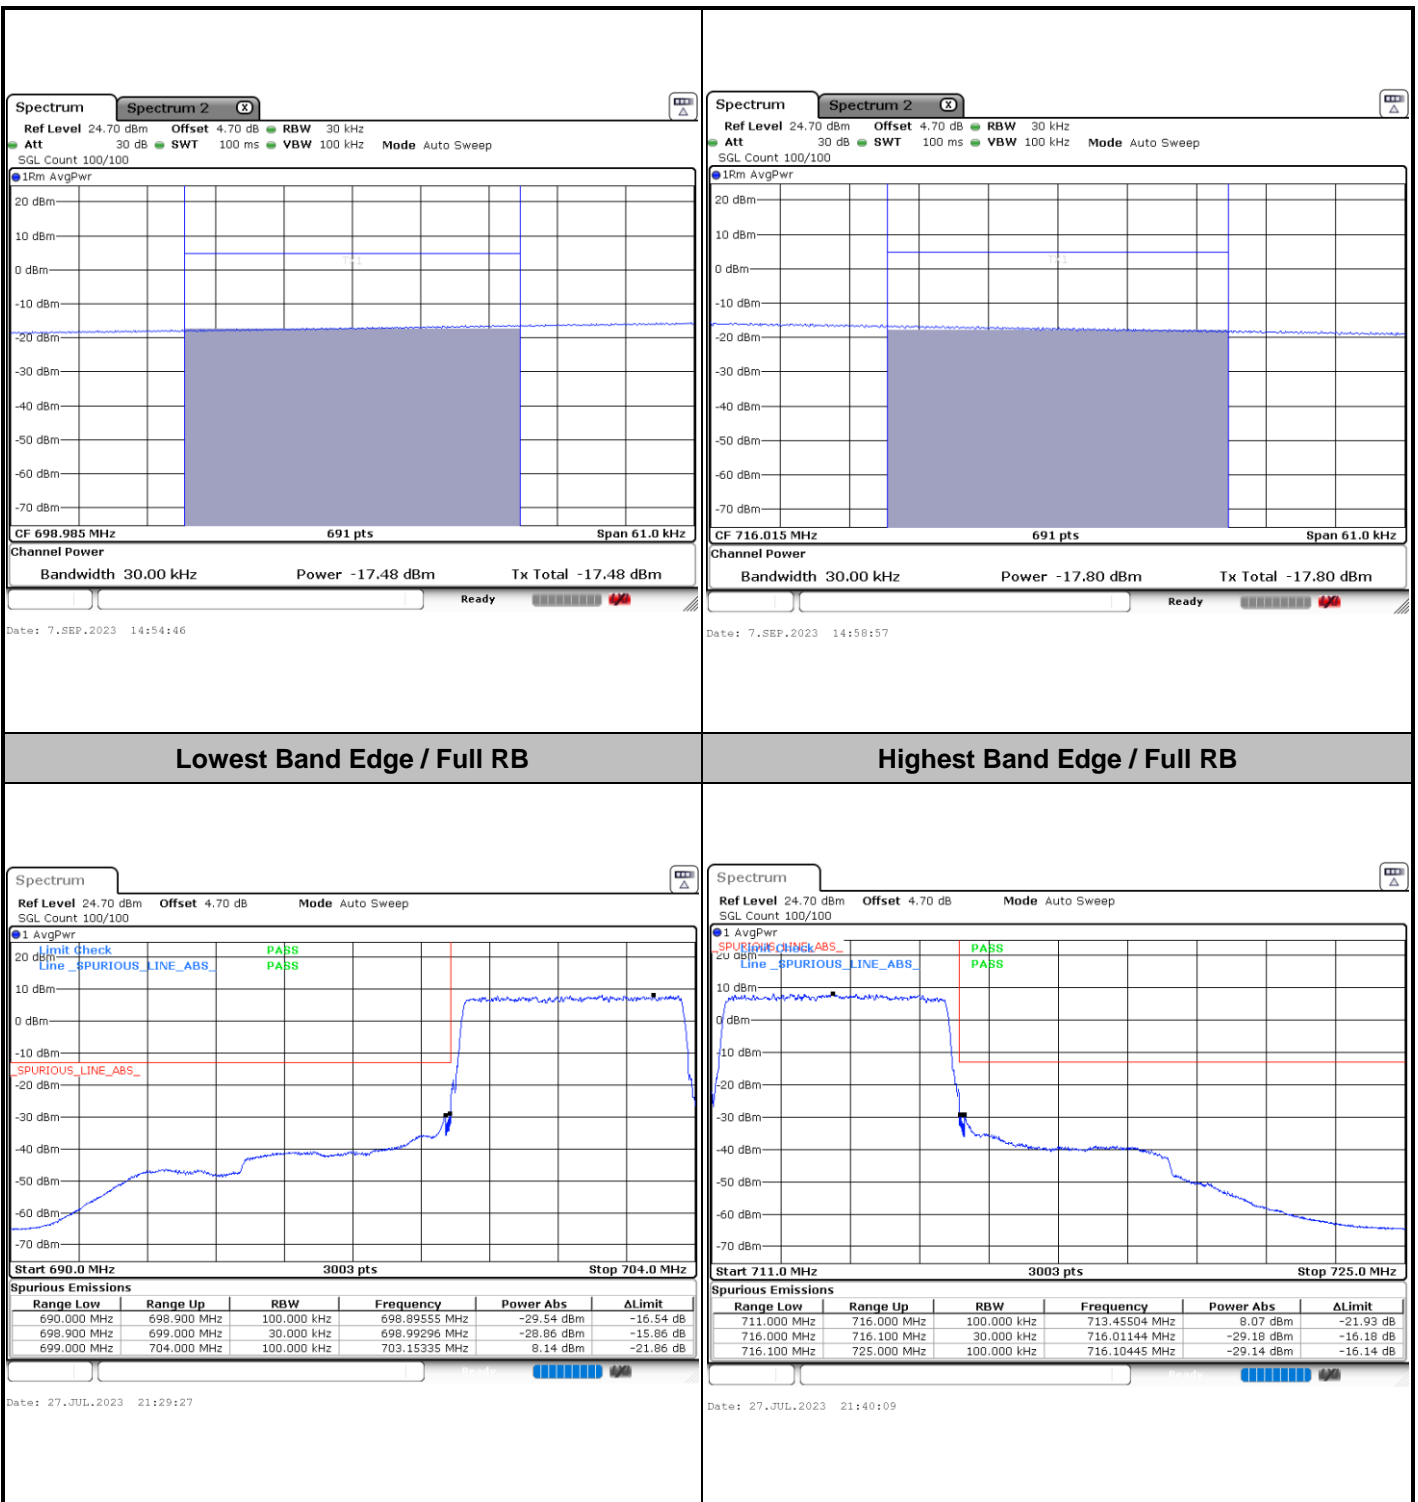 Spectrum
Spectrum 2
Ref Level 24.70 dBm Offset 4.70 dB RBW 30 kHz
Att 30 dB SWT 100 ms VBW 100 kHz Mode Auto Sweep
SGL Count 100/100
1Rm AvgPwr
20 dBm
10 dBm
TX1
0 dBm
-10 dBm
-20 dBm
-30 dBm
-40 dBm
-50 dBm
-60 dBm
-70 dBm
CF 698.985 MHz 691 pts Span 61.0 kHz
Channel Power
Bandwidth 30.00 kHz Power -17.48 dBm Tx Total -17.48 dBm
Ready
Date: 7.SEP.2023 14:54:46
Spectrum
Spectrum 2
Ref Level 24.70 dBm Offset 4.70 dB RBW 30 kHz
Att 30 dB SWT 100 ms VBW 100 kHz Mode Auto Sweep
SGL Count 100/100
1Rm AvgPwr
20 dBm
10 dBm
TX1
0 dBm
-10 dBm
-20 dBm
-30 dBm
-40 dBm
-50 dBm
-60 dBm
-70 dBm
CF 716.015 MHz 691 pts Span 61.0 kHz
Channel Power
Bandwidth 30.00 kHz Power -17.80 dBm Tx Total -17.80 dBm
Ready
Date: 7.SEP.2023 14:58:57
Lowest Band Edge / Full RB
Highest Band Edge / Full RB
Spectrum
Ref Level 24.70 dBm Offset 4.70 dB Mode Auto Sweep
SGL Count 100/100
1 AvgPwr
Limit Check PASS
20 dBm
Line _SPURIOUS_LINE_ABS_ PASS
10 dBm
0 dBm
-10 dBm
_SPURIOUS_LINE_ABS_
-20 dBm
-30 dBm
-40 dBm
-50 dBm
-60 dBm
-70 dBm
Start 690.0 MHz 3003 pts Stop 704.0 MHz
Spurious Emissions
Range Low Range Up RBW Frequency Power Abs ΔLimit
690.000 MHz 698.900 MHz 100.000 kHz 698.89555 MHz -29.54 dBm -16.54 dB
698.900 MHz 699.000 MHz 30.000 kHz 698.99296 MHz -28.86 dBm -15.86 dB
699.000 MHz 704.000 MHz 100.000 kHz 703.15335 MHz 8.14 dBm -21.86 dB
Ready
Date: 27.JUL.2023 21:29:27
Spectrum
Ref Level 24.70 dBm Offset 4.70 dB Mode Auto Sweep
SGL Count 100/100
1 AvgPwr
_SPURIOUS_LINE_ABS_
Limit Check PASS
20 dBm
Line _SPURIOUS_LINE_ABS_ PASS
10 dBm
0 dBm
-10 dBm
-20 dBm
-30 dBm
-40 dBm
-50 dBm
-60 dBm
-70 dBm
Start 711.0 MHz 3003 pts Stop 725.0 MHz
Spurious Emissions
Range Low Range Up RBW Frequency Power Abs ΔLimit
711.000 MHz 716.000 MHz 100.000 kHz 713.45504 MHz 8.07 dBm -21.93 dB
716.000 MHz 716.100 MHz 30.000 kHz 716.01144 MHz -29.18 dBm -16.18 dB
716.100 MHz 725.000 MHz 100.000 kHz 716.10445 MHz -29.14 dBm -16.14 dB
Ready
Date: 27.JUL.2023 21:40:09